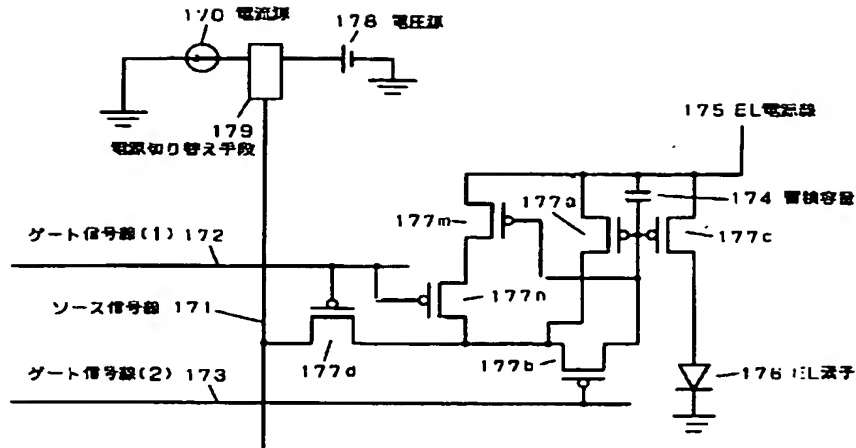 170 電流源
178 電圧源
179
電源切り替え手段
175 EL電源線
177a
174 蓄積容量
177m
177c
ゲート信号線(1) 172
177n
ソース信号線 171
177d
177b
176 EL素子
ゲート信号線(2) 173